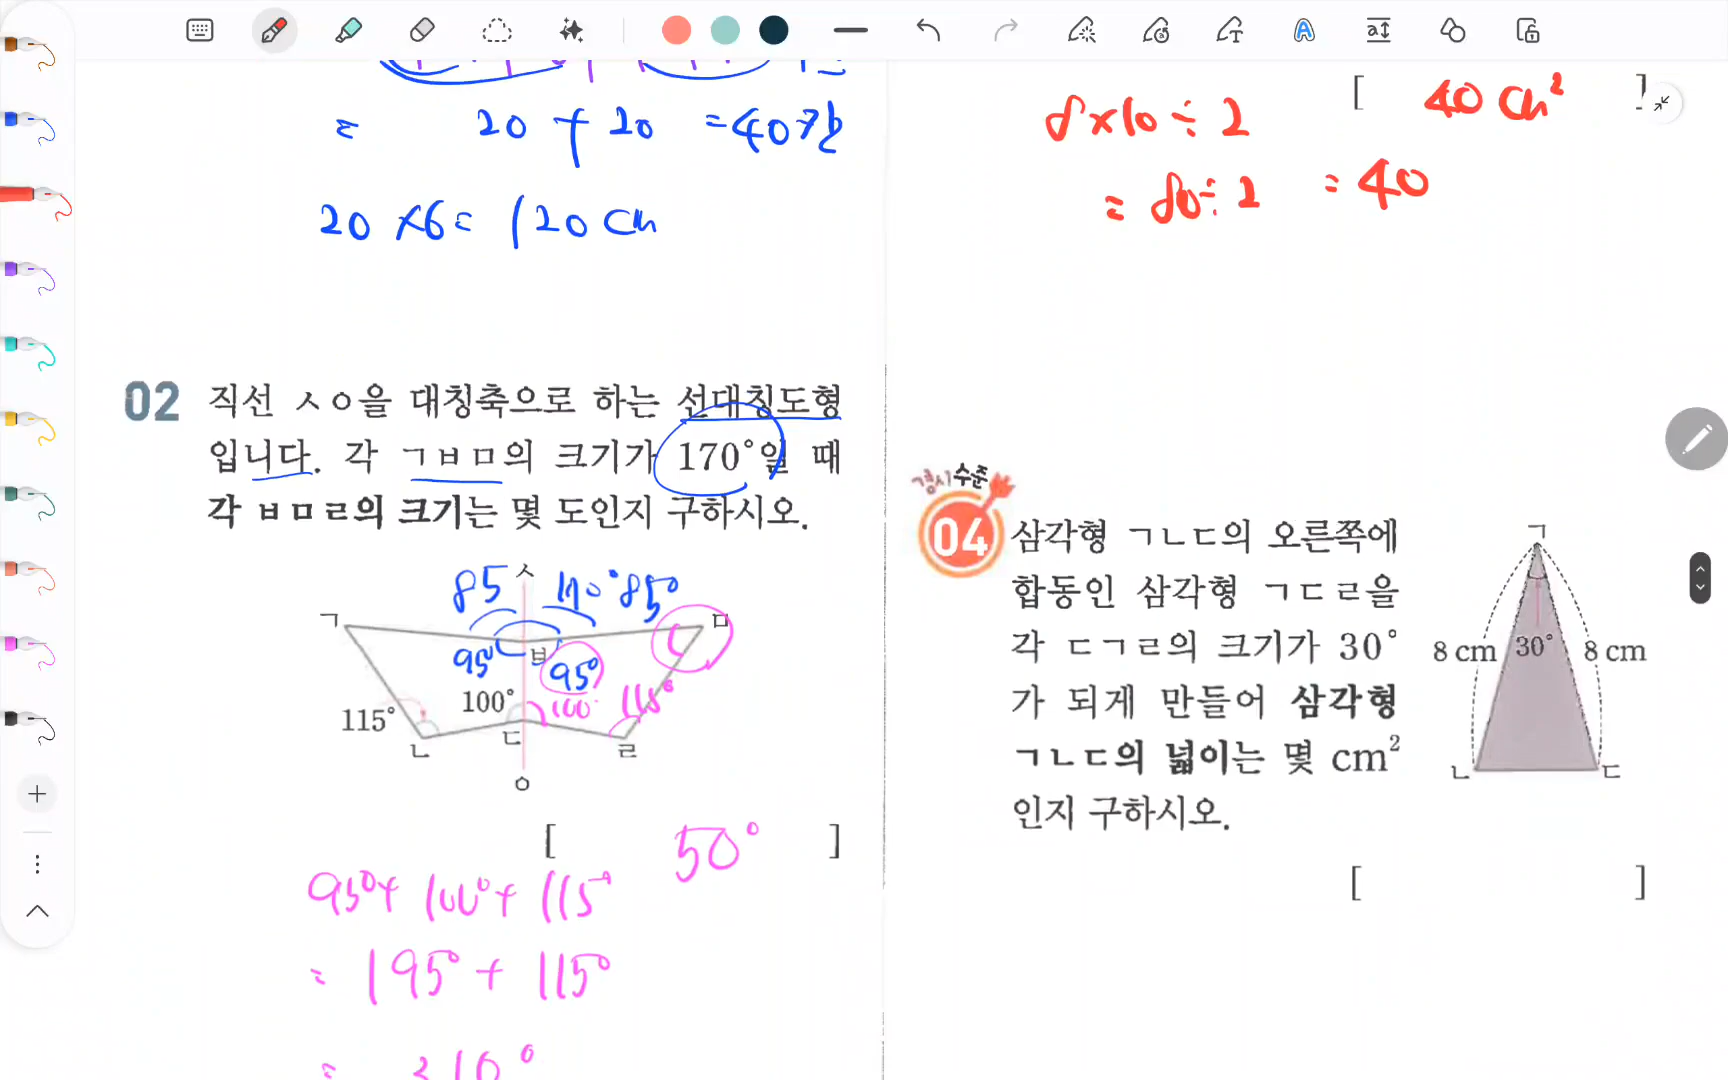 = 20 + 20 = 40개
20 × 6 = 120 cm
02 직선 ㅅㅇ을 대칭축으로 하는 선대칭도형
입니다. 각 ㄱㅂㅁ의 크기가 170°일 때
각 ㅂㅁㄹ의 크기는 몇 도인지 구하시오.
ㅅ
85 170° 85°
ㄱ ㅁ
95° ㅂ 95°
115° 100° 100° 115°
ㄴ ㄷ ㄹ
ㅇ
[ 50° ]
95° + 100° + 115°
= 195° + 115°
= 310°
[ 40 cm² ]
8 × 10 ÷ 2
= 80 ÷ 2 = 40
경시 수준
04 삼각형 ㄱㄴㄷ의 오른쪽에
합동인 삼각형 ㄱㄷㄹ을
각 ㄷㄱㄹ의 크기가 30°
가 되게 만들어 삼각형
ㄱㄴㄷ의 넓이는 몇 cm²
인지 구하시오.
ㄱ
8 cm 30° 8 cm
ㄴ ㄷ
[ ]